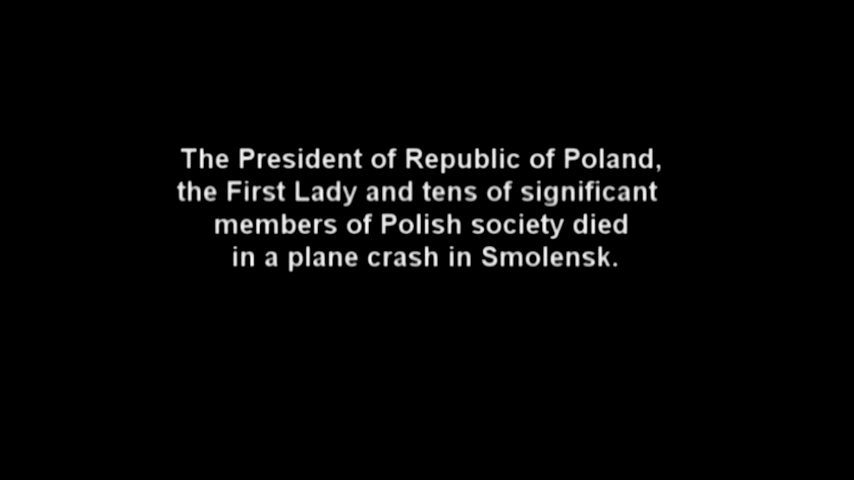 The President of Republic of Poland,
the First Lady and tens of significant
members of Polish society died
in a plane crash in Smolensk.